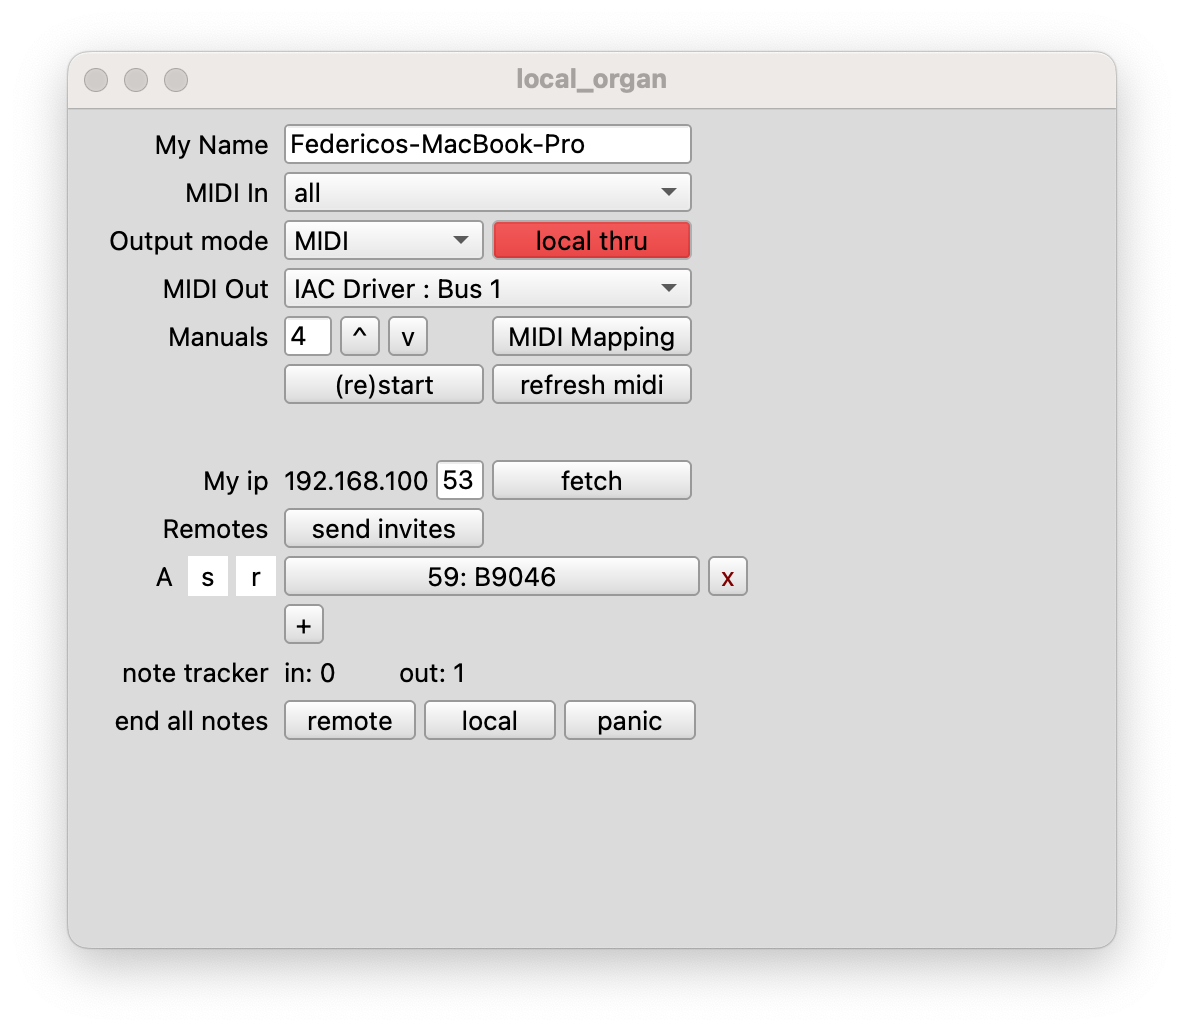 local_organ
My Name Federicos-MacBook-Pro
MIDI In all
Output mode MIDI local thru
MIDI Out IAC Driver : Bus 1
Manuals 4 ^ v MIDI Mapping
(re)start refresh midi
My ip 192.168.100 53 fetch
Remotes send invites
A s r 59: B9046 x
+
note tracker in: 0 out: 1
end all notes remote local panic